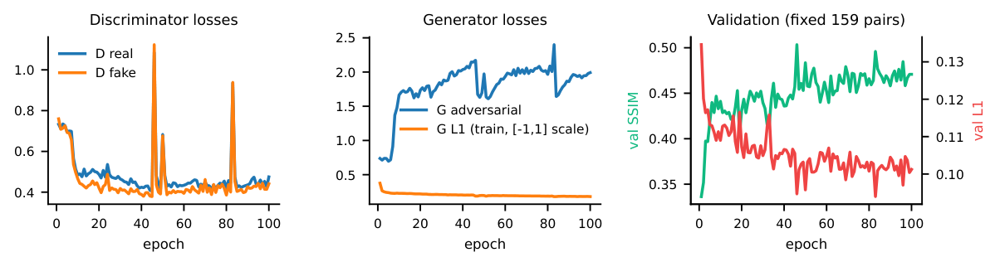 Discriminator losses
D real
D fake
1.0
0.8
0.6
0.4
0 20 40 60 80 100
epoch
Generator losses
2.5
2.0
1.5
1.0
0.5
G adversarial
G L1 (train, [-1,1] scale)
0 20 40 60 80 100
epoch
Validation (fixed 159 pairs)
val SSIM
0.50
0.45
0.40
0.35
0 20 40 60 80 100
epoch
0.13
0.12
0.11
0.10
val L1